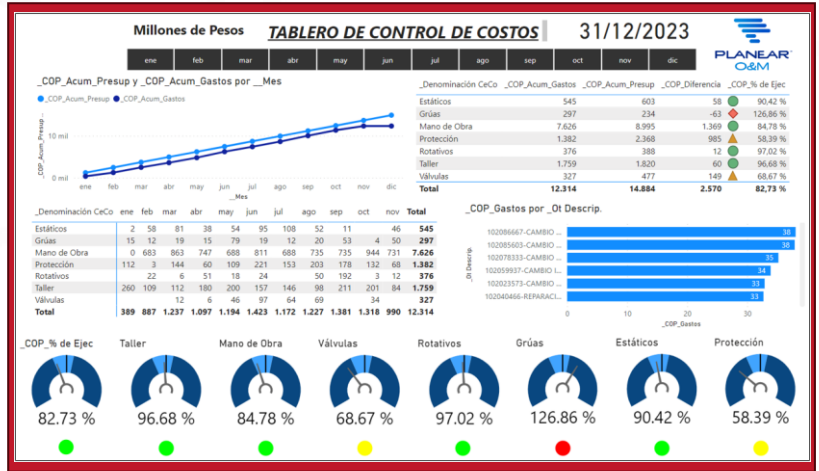 Millones de Pesos TABLERO DE CONTROL DE COSTOS 31/12/2023
PLANEAR
O&M
ene feb mar abr may jun jul ago sep oct nov dic
_COP_Acum_Presup y _COP_Acum_Gastos por __Mes
_COP_Acum_Presup _COP_Acum_Gastos
_COP_Acum_Presup...
10 mil
0 mil
ene feb mar abr may jun jul ago sep oct nov dic
__Mes
_Denominación CeCo _COP_Acum_Gastos _COP_Acum_Presup _COP_Diferencia _COP_% de Ejec
Estáticos 545 603 58 90,42 %
Grúas 297 234 -63 126,86 %
Mano de Obra 7.626 8.995 1.369 84,78 %
Protección 1.382 2.368 985 58,39 %
Rotativos 376 388 12 97,02 %
Taller 1.759 1.820 60 96,68 %
Válvulas 327 477 149 68,67 %
Total 12.314 14.884 2.570 82,73 %
_Denominación CeCo ene feb mar abr may jun jul ago sep oct nov Total
Estáticos 2 58 81 38 54 95 108 52 11 46 545
Grúas 15 12 19 15 79 19 12 20 53 4 50 297
Mano de Obra 0 683 863 747 688 811 688 735 735 944 731 7.626
Protección 112 3 144 60 109 221 153 203 178 132 68 1.382
Rotativos 22 6 51 18 24 50 192 3 12 376
Taller 260 109 112 180 200 157 146 98 211 201 84 1.759
Válvulas 12 6 46 97 64 69 34 327
Total 389 887 1.237 1.097 1.194 1.423 1.172 1.227 1.381 1.318 990 12.314
_COP_Gastos por _Ot Descrip.
_Ot Descrip.
102086667-CAMBIO ... 38
102085603-CAMBIO ... 38
102078333-CAMBIO ... 35
102059937-CAMBIO I... 34
102023573-CAMBIO ... 33
102040466-REPARACI... 33
0 10 20 30
_COP_Gastos
_COP_% de Ejec Taller Mano de Obra Válvulas Rotativos Grúas Estáticos Protección
82.73 % 96.68 % 84.78 % 68.67 % 97.02 % 126.86 % 90.42 % 58.39 %